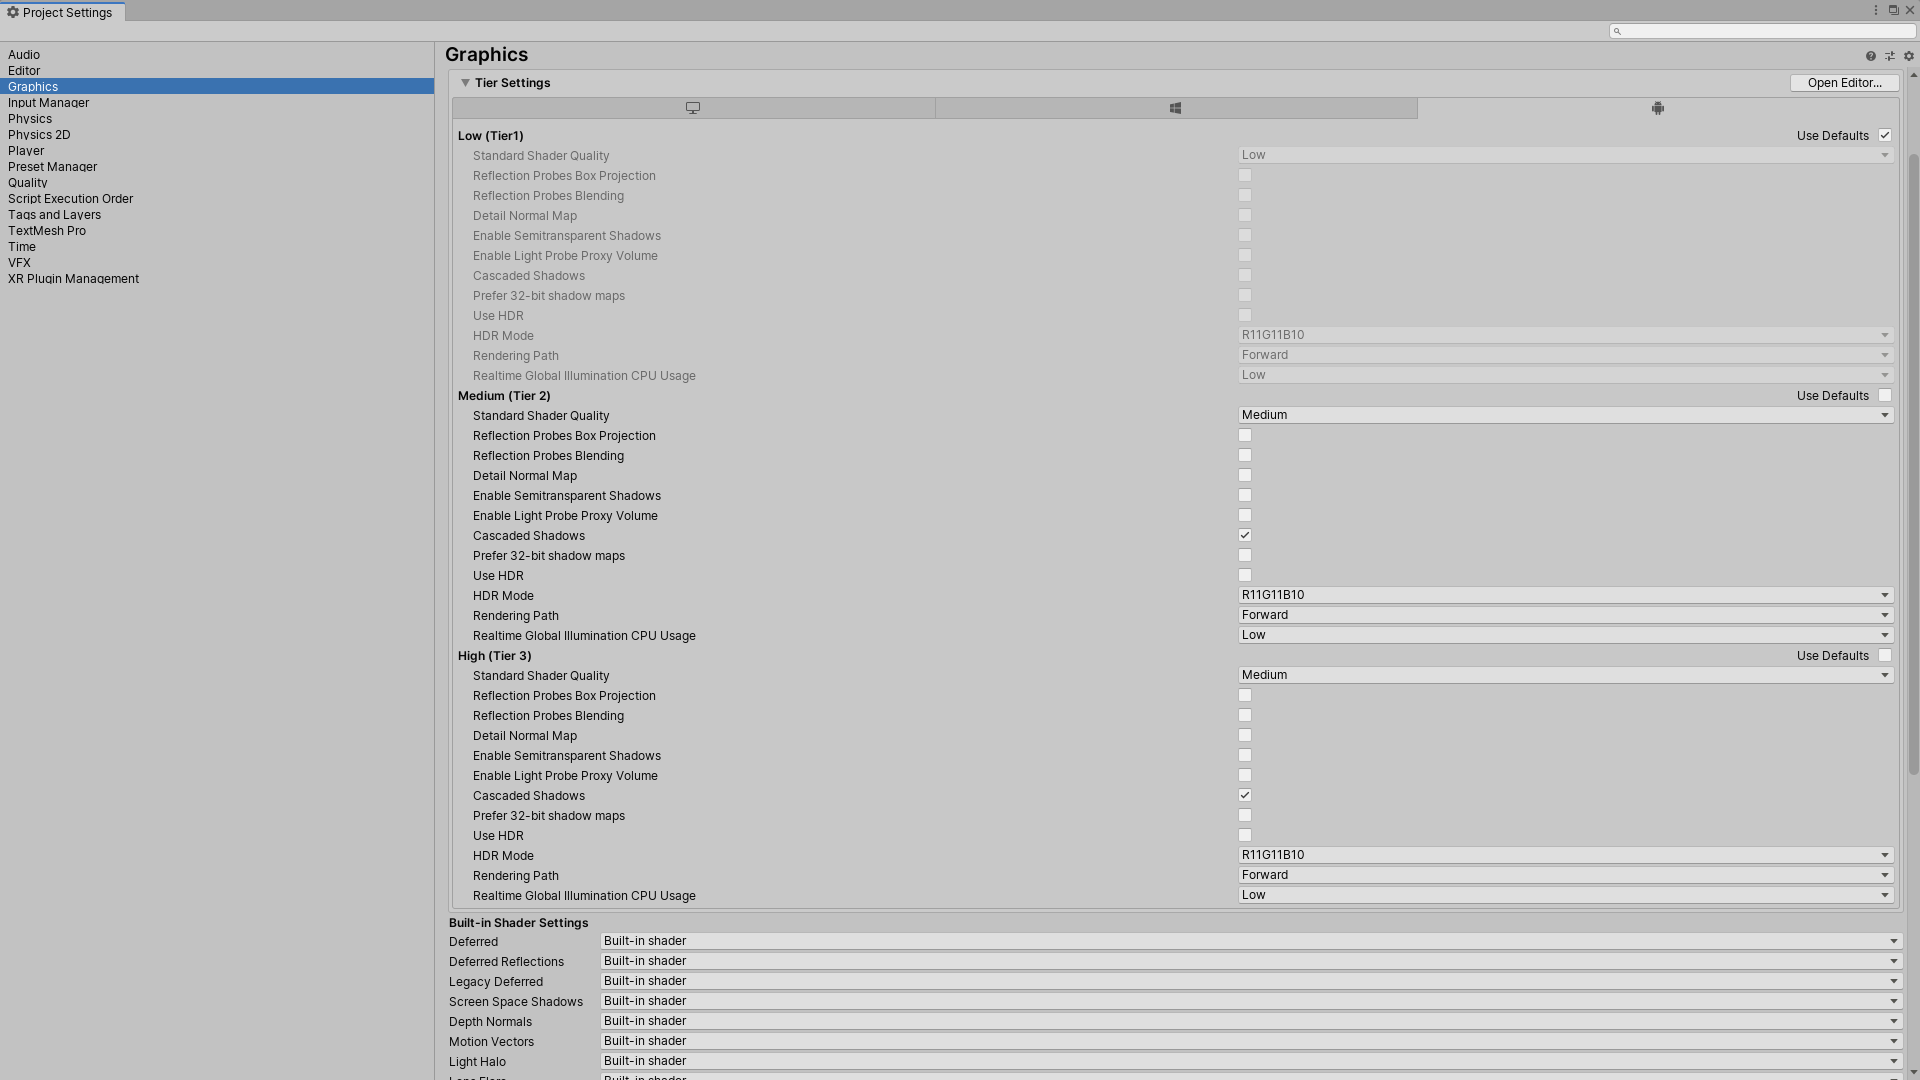 Project Settings
Audio
Editor
Graphics
Input Manager
Physics
Physics 2D
Player
Preset Manager
Quality
Script Execution Order
Tags and Layers
TextMesh Pro
Time
VFX
XR Plugin Management
Graphics
Tier Settings
Open Editor...
Low (Tier1)
Use Defaults
Standard Shader Quality
Low
Reflection Probes Box Projection
Reflection Probes Blending
Detail Normal Map
Enable Semitransparent Shadows
Enable Light Probe Proxy Volume
Cascaded Shadows
Prefer 32-bit shadow maps
Use HDR
HDR Mode
R11G11B10
Rendering Path
Forward
Realtime Global Illumination CPU Usage
Low
Medium (Tier 2)
Use Defaults
Standard Shader Quality
Medium
Reflection Probes Box Projection
Reflection Probes Blending
Detail Normal Map
Enable Semitransparent Shadows
Enable Light Probe Proxy Volume
Cascaded Shadows
Prefer 32-bit shadow maps
Use HDR
HDR Mode
R11G11B10
Rendering Path
Forward
Realtime Global Illumination CPU Usage
Low
High (Tier 3)
Use Defaults
Standard Shader Quality
Medium
Reflection Probes Box Projection
Reflection Probes Blending
Detail Normal Map
Enable Semitransparent Shadows
Enable Light Probe Proxy Volume
Cascaded Shadows
Prefer 32-bit shadow maps
Use HDR
HDR Mode
R11G11B10
Rendering Path
Forward
Realtime Global Illumination CPU Usage
Low
Built-in Shader Settings
Deferred
Built-in shader
Deferred Reflections
Built-in shader
Legacy Deferred
Built-in shader
Screen Space Shadows
Built-in shader
Depth Normals
Built-in shader
Motion Vectors
Built-in shader
Light Halo
Built-in shader